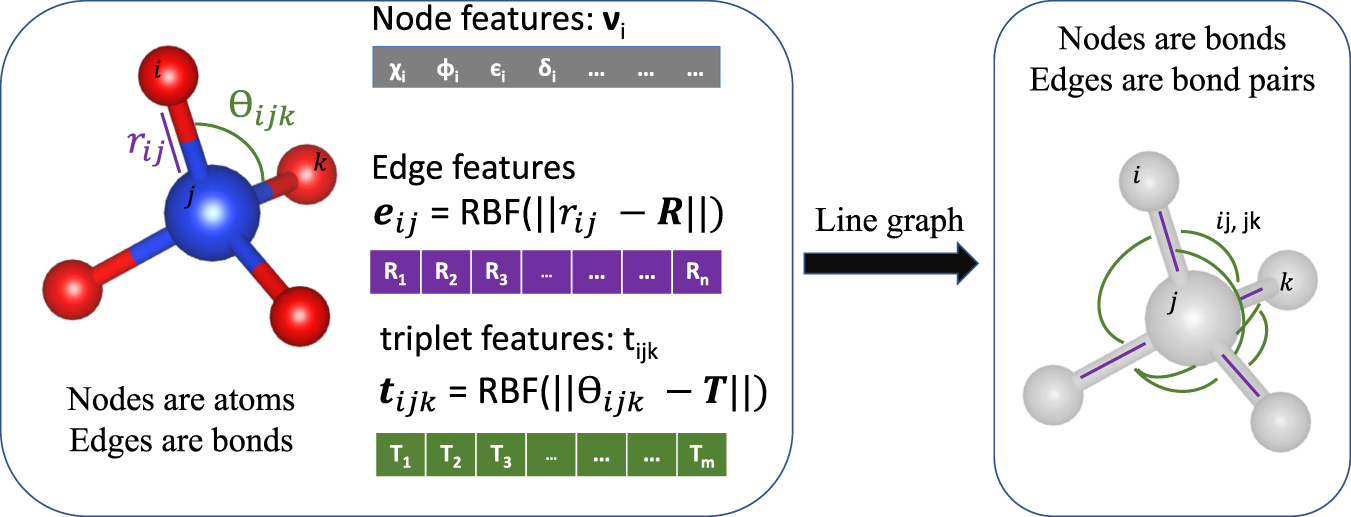 Node features: 𝐯ᵢ
χᵢ ϕᵢ ϵᵢ δᵢ ... ... ...
i
Θᵢⱼₖ
rᵢⱼ
k
j
Edge features
𝒆ᵢⱼ = RBF(||rᵢⱼ − 𝑹||)
R₁ R₂ R₃ ... ... ... Rₙ
triplet features: tᵢⱼₖ
𝒕ᵢⱼₖ = RBF(||Θᵢⱼₖ − 𝑻||)
T₁ T₂ T₃ ... ... ... Tₘ
Nodes are atoms
Edges are bonds
Line graph
Nodes are bonds
Edges are bond pairs
i
ij, jk
k
j